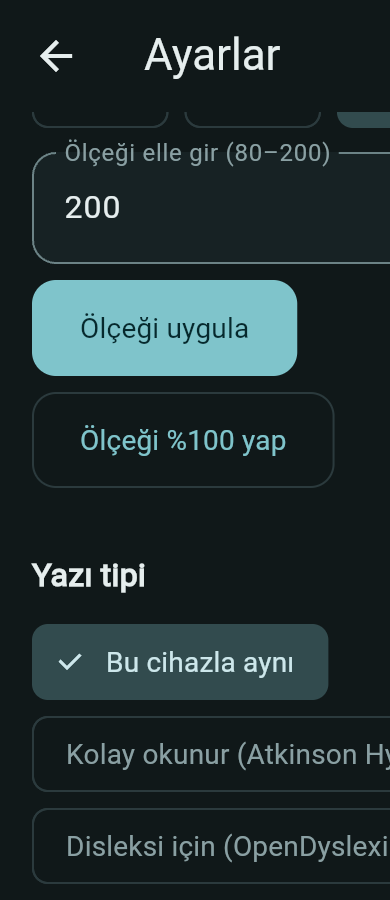 Ayarlar
Ölçeği elle gir (80–200)
200
Ölçeği uygula
Ölçeği %100 yap
Yazı tipi
Bu cihazla aynı
Kolay okunur (Atkinson Hy
Disleksi için (OpenDyslexi